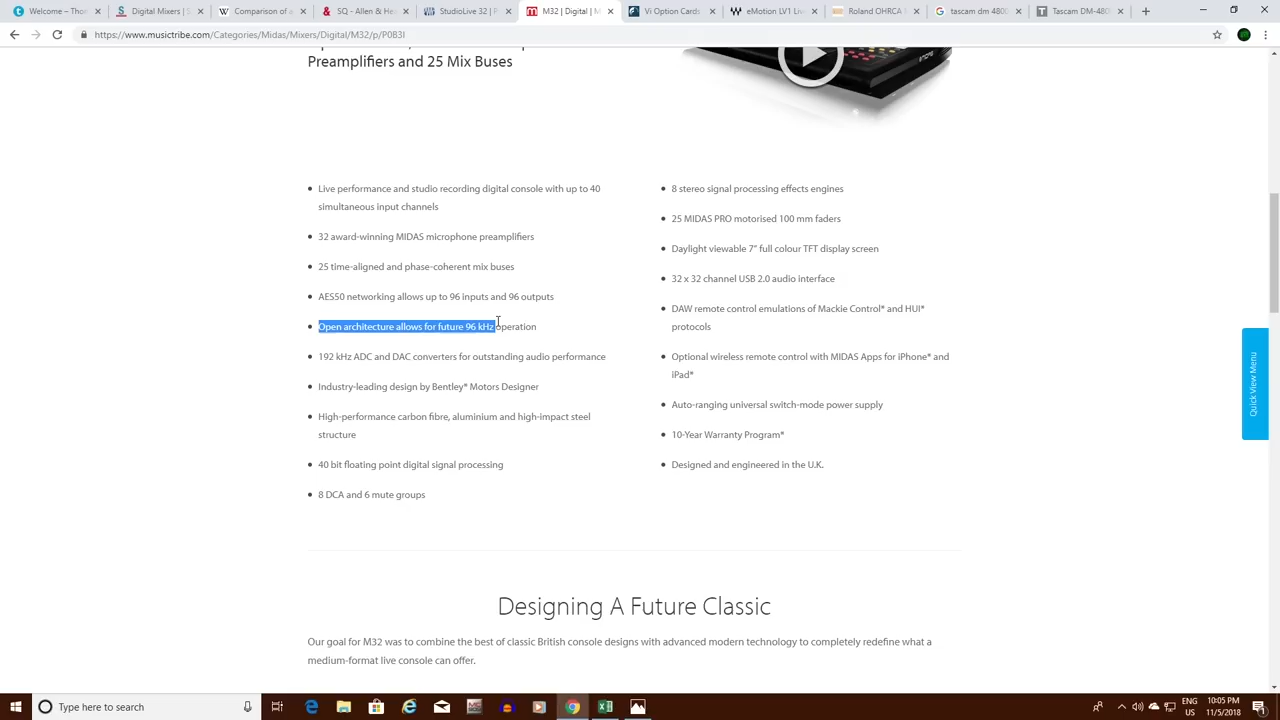 Welcome – Thor
Digital Mixers | S
Comparison of a
SQ - Allen & He
StudioLive 32 | P
M32 | Digital | M
Vi Option Cards
eMotion LV1 Live
Roland OHRCA M
tascam dm 4800
Tascam DM-480
https://www.musictribe.com/Categories/Midas/Mixers/Digital/M32/p/P0B3I
Preamplifiers and 25 Mix Buses
Live performance and studio recording digital console with up to 40
simultaneous input channels
32 award-winning MIDAS microphone preamplifiers
25 time-aligned and phase-coherent mix buses
AES50 networking allows up to 96 inputs and 96 outputs
Open architecture allows for future 96 kHz operation
192 kHz ADC and DAC converters for outstanding audio performance
Industry-leading design by Bentley* Motors Designer
High-performance carbon fibre, aluminium and high-impact steel
structure
40 bit floating point digital signal processing
8 DCA and 6 mute groups
8 stereo signal processing effects engines
25 MIDAS PRO motorised 100 mm faders
Daylight viewable 7" full colour TFT display screen
32 x 32 channel USB 2.0 audio interface
DAW remote control emulations of Mackie Control* and HUI*
protocols
Optional wireless remote control with MIDAS Apps for iPhone* and
iPad*
Auto-ranging universal switch-mode power supply
10-Year Warranty Program*
Designed and engineered in the U.K.
Quick View Menu
Designing A Future Classic
Our goal for M32 was to combine the best of classic British console designs with advanced modern technology to completely redefine what a
medium-format live console can offer.
Type here to search
ENG
US
10:05 PM
11/5/2018